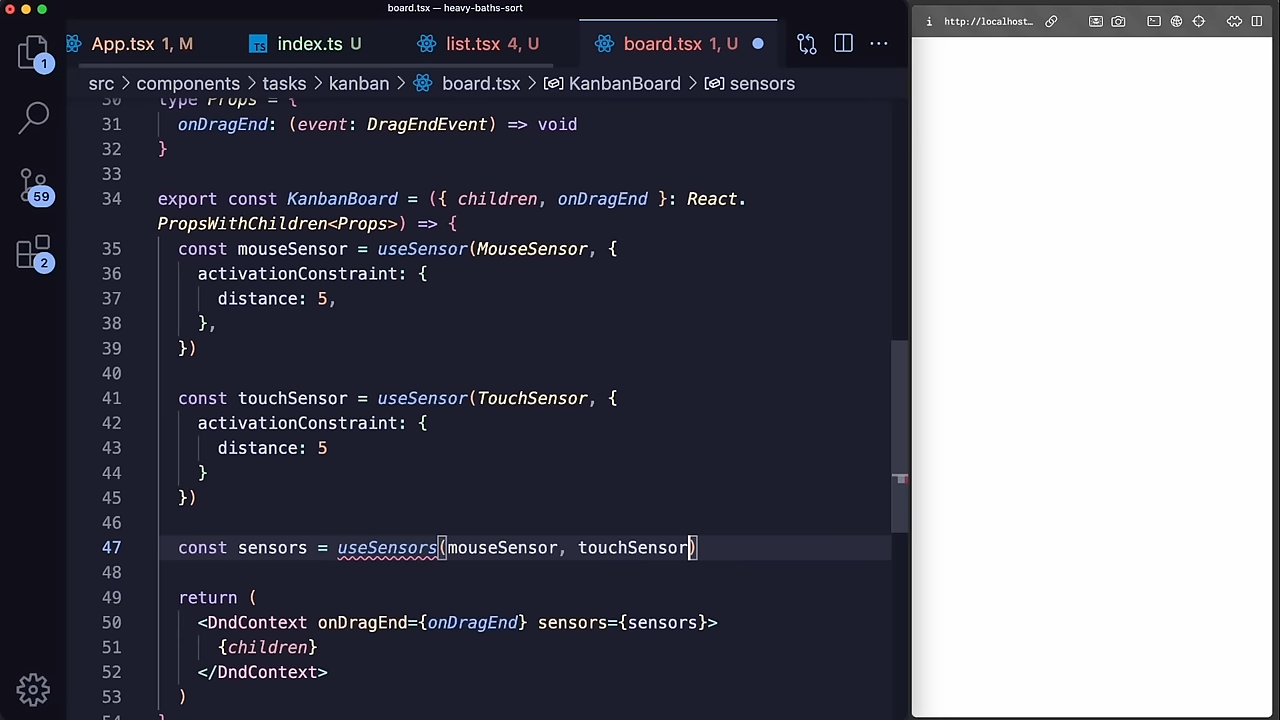 board.tsx — heavy-baths-sort
App.tsx 1, M
TS index.ts U
list.tsx 4, U
board.tsx 1, U
http://localhost…
src > components > tasks > kanban > board.tsx > KanbanBoard > sensors
30 type Props = {
31 onDragEnd: (event: DragEndEvent) => void
32 }
33
34 export const KanbanBoard = ({ children, onDragEnd }: React.
PropsWithChildren<Props>) => {
35 const mouseSensor = useSensor(MouseSensor, {
36 activationConstraint: {
37 distance: 5,
38 },
39 })
40
41 const touchSensor = useSensor(TouchSensor, {
42 activationConstraint: {
43 distance: 5
44 }
45 })
46
47 const sensors = useSensors(mouseSensor, touchSensor)
48
49 return (
50 <DndContext onDragEnd={onDragEnd} sensors={sensors}>
51 {children}
52 </DndContext>
53 )
54 }
1
59
2